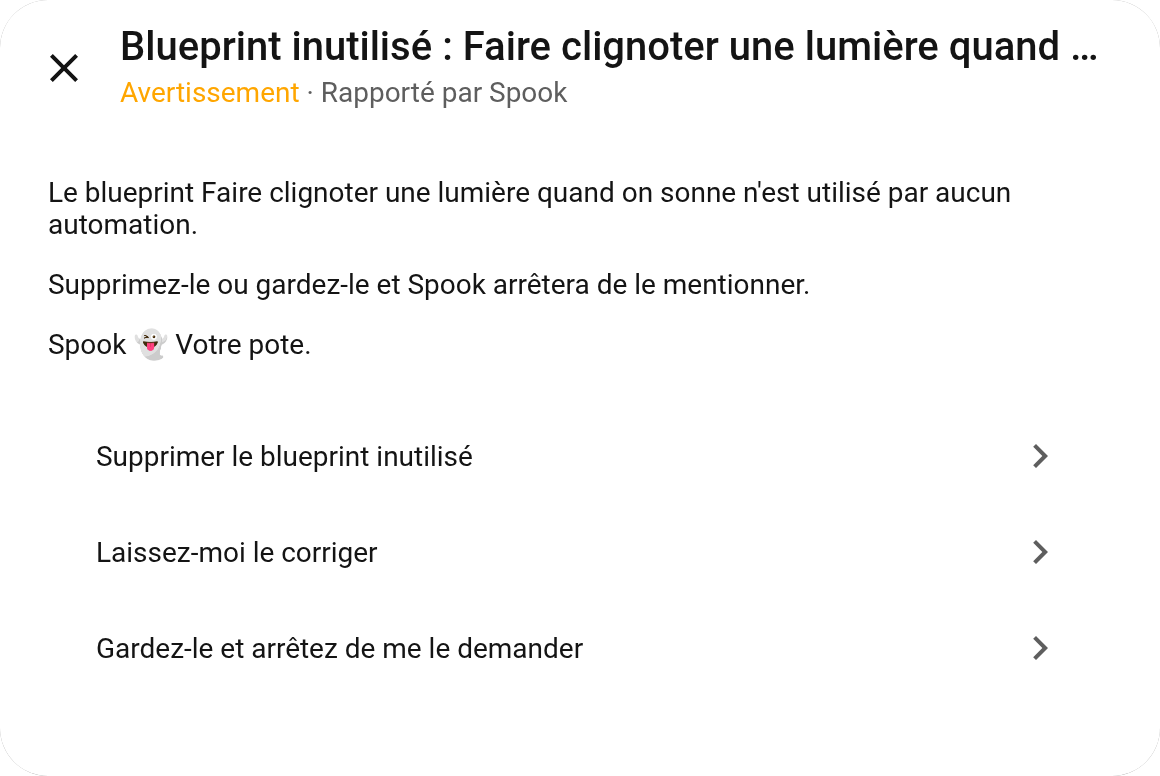 Blueprint inutilisé : Faire clignoter une lumière quand ...
Avertissement · Rapporté par Spook
Le blueprint Faire clignoter une lumière quand on sonne n'est utilisé par aucun
automation.
Supprimez-le ou gardez-le et Spook arrêtera de le mentionner.
Spook 👻 Votre pote.
Supprimer le blueprint inutilisé
Laissez-moi le corriger
Gardez-le et arrêtez de me le demander